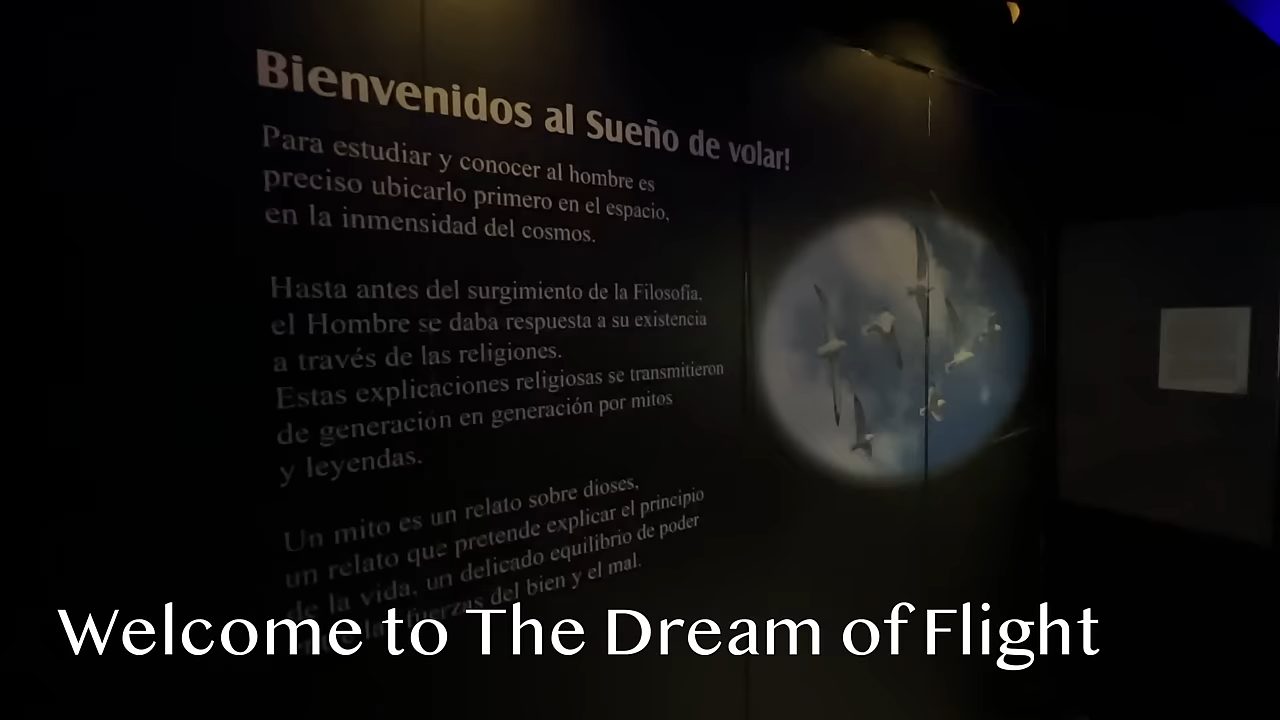 Bienvenidos al Sueño de volar!
Para estudiar y conocer al hombre es
preciso ubicarlo primero en el espacio,
en la inmensidad del cosmos.
Hasta antes del surgimiento de la Filosofía,
el Hombre se daba respuesta a su existencia
a través de las religiones.
Estas explicaciones religiosas se transmitieron
de generación en generación por mitos
y leyendas.
Un mito es un relato sobre dioses,
un relato que pretende explicar el principio
de la vida, un delicado equilibrio de poder
las fuerzas del bien y el mal.
Welcome to The Dream of Flight